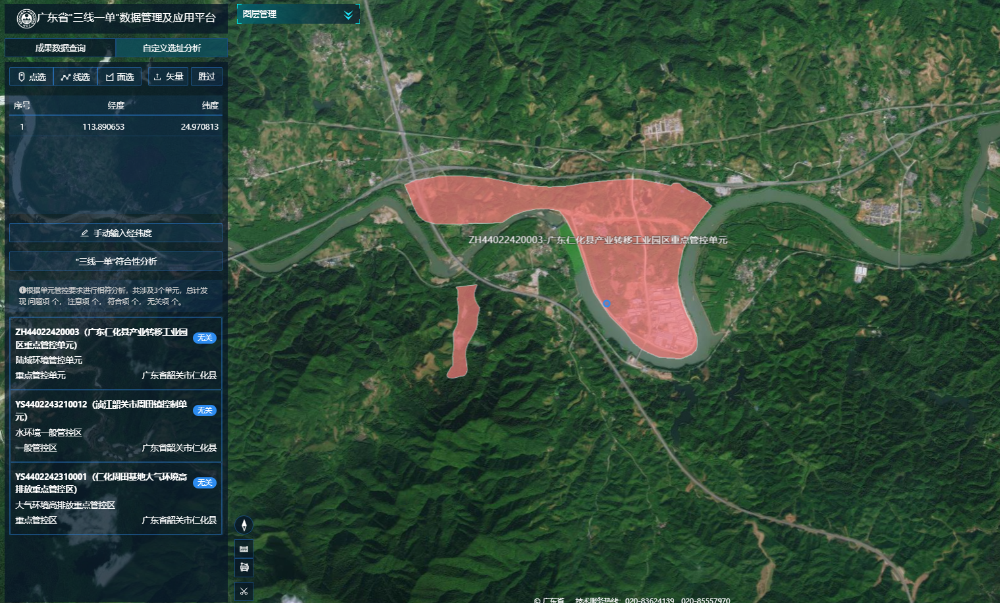 广东省"三线一单"数据管理及应用平台
图层管理
成果数据查询
自定义选址分析
点选
线选
面选
矢量
胜过
序号 经度 纬度
1 113.890653 24.970813
手动输入经纬度
"三线一单"符合性分析
根据单元管控要求进行相符分析，共涉及3个单元，总计发
现 问题项 个， 注意项 个， 符合项 个， 无关项 个。
ZH44022420003（广东仁化县产业转移工业园
区重点管控单元）
无关
陆域环境管控单元
重点管控单元 广东省韶关市仁化县
YS4402243210012（浈江韶关市周田镇控制单
元）
无关
水环境一般管控区
一般管控区 广东省韶关市仁化县
YS4402242310001（仁化周田基地大气环境高
排放重点管控区）
无关
大气环境高排放重点管控区
重点管控区 广东省韶关市仁化县
ZH44022420003-广东仁化县产业转移工业园区重点管控单元
© 广东省 技术服务热线：020-83624139、020-85557970